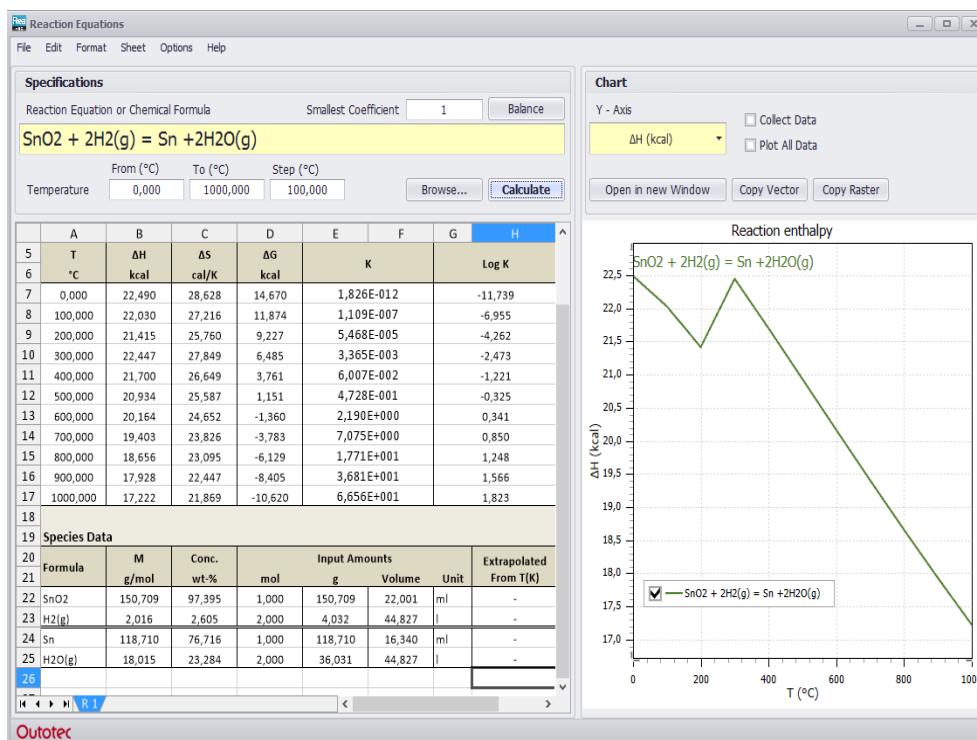 Reaction Equations
File Edit Format Sheet Options Help
Specifications
Reaction Equation or Chemical Formula Smallest Coefficient 1 Balance
SnO2 + 2H2(g) = Sn +2H2O(g)
From (°C) To (°C) Step (°C)
Temperature 0,000 1000,000 100,000 Browse... Calculate
A B C D E F G H
5 T ΔH ΔS ΔG K Log K
6 °C kcal cal/K kcal
7 0,000 22,490 28,628 14,670 1,826E-012 -11,739
8 100,000 22,030 27,216 11,874 1,109E-007 -6,955
9 200,000 21,415 25,760 9,227 5,468E-005 -4,262
10 300,000 22,447 27,849 6,485 3,365E-003 -2,473
11 400,000 21,700 26,649 3,761 6,007E-002 -1,221
12 500,000 20,934 25,587 1,151 4,728E-001 -0,325
13 600,000 20,164 24,652 -1,360 2,190E+000 0,341
14 700,000 19,403 23,826 -3,783 7,075E+000 0,850
15 800,000 18,656 23,095 -6,129 1,771E+001 1,248
16 900,000 17,928 22,447 -8,405 3,681E+001 1,566
17 1000,000 17,222 21,869 -10,620 6,656E+001 1,823
18
19 Species Data
20 Formula M Conc. Input Amounts Extrapolated
21 g/mol wt-% mol g Volume Unit From T(K)
22 SnO2 150,709 97,395 1,000 150,709 22,001 ml -
23 H2(g) 2,016 2,605 2,000 4,032 44,827 l -
24 Sn 118,710 76,716 1,000 118,710 16,340 ml -
25 H2O(g) 18,015 23,284 2,000 36,031 44,827 l -
26
R 1
Outotec
Chart
Y - Axis
ΔH (kcal)
Collect Data
Plot All Data
Open in new Window Copy Vector Copy Raster
Reaction enthalpy
SnO2 + 2H2(g) = Sn +2H2O(g)
22,5
22,0
21,5
21,0
20,5
20,0
19,5
19,0
18,5
18,0
17,5
17,0
ΔH (kcal)
SnO2 + 2H2(g) = Sn +2H2O(g)
0 200 400 600 800 100
T (°C)